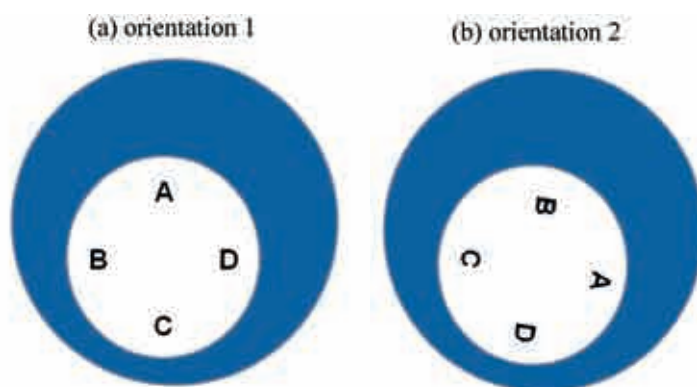 (a) orientation 1
A
B D
C
(b) orientation 2
B
C A
D